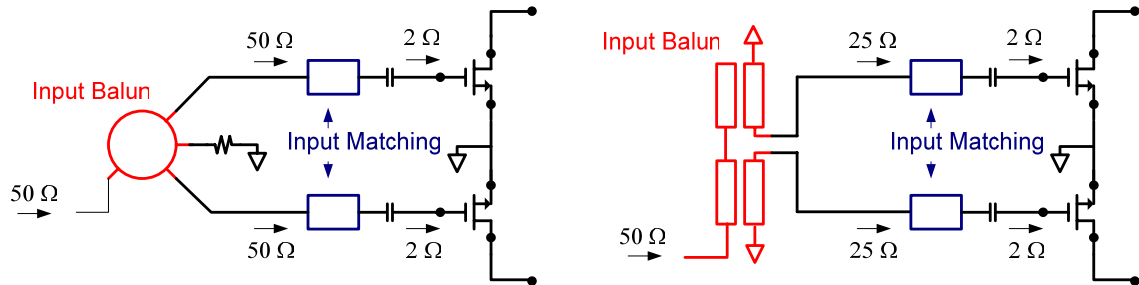 50 Ω
2 Ω
Input Balun
Input Matching
50 Ω
50 Ω
2 Ω
Input Balun
25 Ω
2 Ω
Input Matching
50 Ω
25 Ω
2 Ω